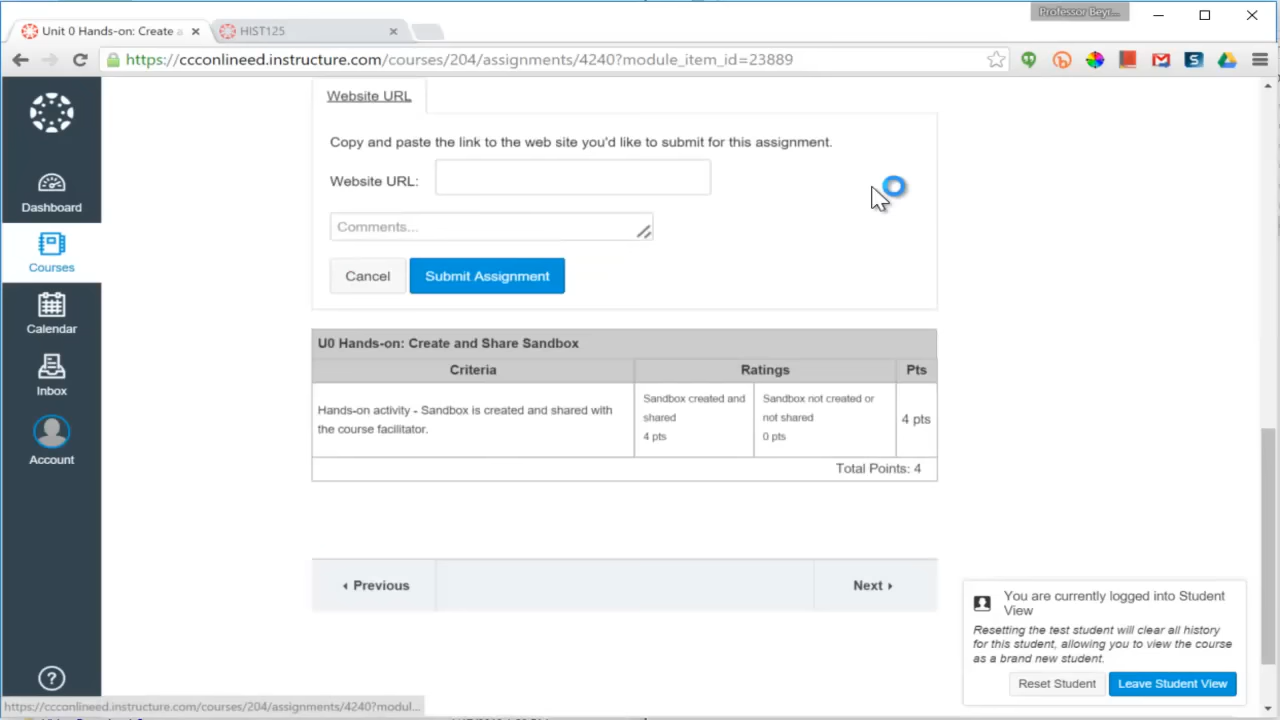 Professor Beyr...
Unit 0 Hands-on: Create a
HIST125
https://ccconlineed.instructure.com/courses/204/assignments/4240?module_item_id=23889
Dashboard
Courses
Calendar
Inbox
Account
Website URL
Copy and paste the link to the web site you'd like to submit for this assignment.
Website URL:
Comments...
Cancel
Submit Assignment
U0 Hands-on: Create and Share Sandbox
Criteria Ratings Pts
Hands-on activity - Sandbox is created and shared with
the course facilitator.
Sandbox created and
shared
4 pts
Sandbox not created or
not shared
0 pts
4 pts
Total Points: 4
Previous
Next
You are currently logged into Student
View
Resetting the test student will clear all history
for this student, allowing you to view the course
as a brand new student.
Reset Student
Leave Student View
https://ccconlineed.instructure.com/courses/204/assignments/4240?modul...